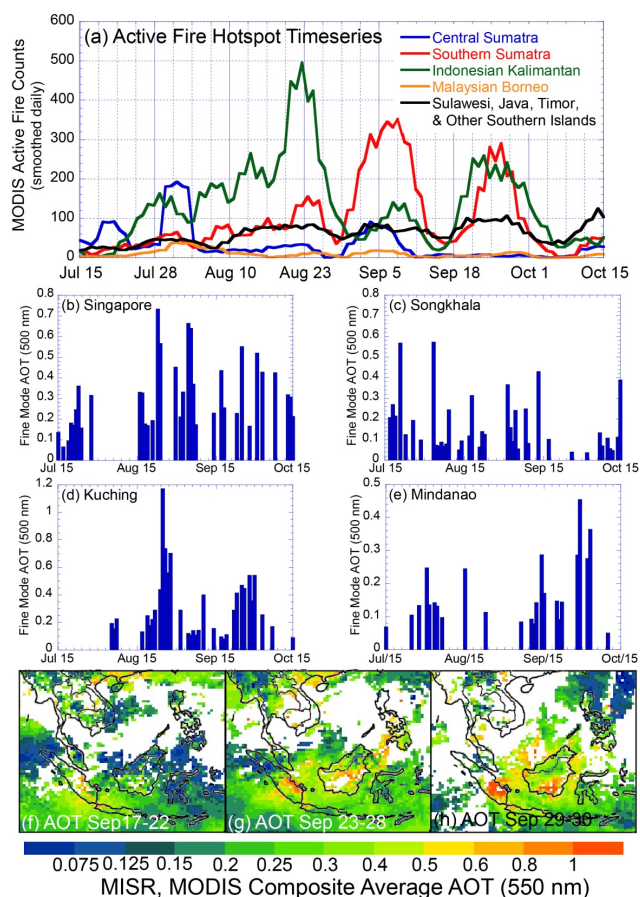 (a) Active Fire Hotspot Timeseries
Central Sumatra
Southern Sumatra
Indonesian Kalimantan
Malaysian Borneo
Sulawesi, Java, Timor,
& Other Southern Islands
MODIS Active Fire Counts
(smoothed daily)
600
500
400
300
200
100
0
Jul 15 Jul 28 Aug 10 Aug 23 Sep 5 Sep 18 Oct 1 Oct 15
(b) Singapore
Fine Mode AOT (500 nm)
0.8
0.7
0.6
0.5
0.4
0.3
0.2
0.1
0
Jul 15 Aug 15 Sep 15 Oct 15
(c) Songkhala
Fine Mode AOT (500 nm)
0.8
0.7
0.6
0.5
0.4
0.3
0.2
0.1
0
Jul 15 Aug 15 Sep 15 Oct 15
(d) Kuching
Fine Mode AOT (500 nm)
1.2
1
0.8
0.6
0.4
0.2
0
Jul 15 Aug 15 Sep 15 Oct 15
(e) Mindanao
Fine Mode AOT (500 nm)
0.5
0.4
0.3
0.2
0.1
0
Jul/15 Aug/15 Sep/15 Oct/15
(f) AOT Sep17-22
(g) AOT Sep 23-28
(h) AOT Sep 29-30
0.075 0.125 0.15 0.2 0.25 0.3 0.4 0.5 0.6 0.8 1
MISR, MODIS Composite Average AOT (550 nm)